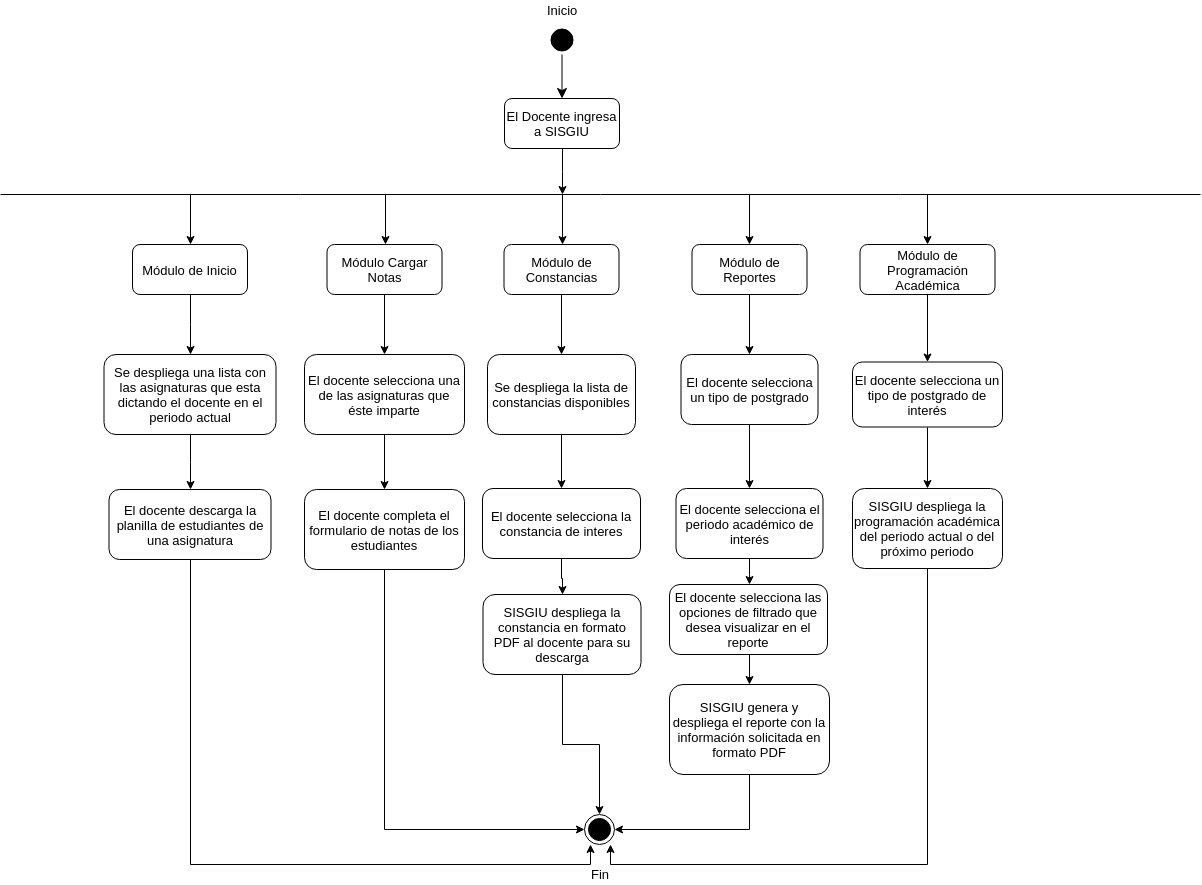 Inicio
El Docente ingresa
a SISGIU
Módulo de Inicio
Módulo Cargar
Notas
Módulo de
Constancias
Módulo de
Reportes
Módulo de
Programación
Académica
Se despliega una lista con
las asignaturas que esta
dictando el docente en el
periodo actual
El docente selecciona una
de las asignaturas que
éste imparte
Se despliega la lista de
constancias disponibles
El docente selecciona
un tipo de postgrado
El docente selecciona un
tipo de postgrado de
interés
El docente descarga la
planilla de estudiantes de
una asignatura
El docente completa el
formulario de notas de los
estudiantes
El docente selecciona la
constancia de interes
El docente selecciona el
periodo académico de
interés
SISGIU despliega la
programación académica
del periodo actual o del
próximo periodo
SISGIU despliega la
constancia en formato
PDF al docente para su
descarga
El docente selecciona las
opciones de filtrado que
desea visualizar en el
reporte
SISGIU genera y
despliega el reporte con la
información solicitada en
formato PDF
Fin